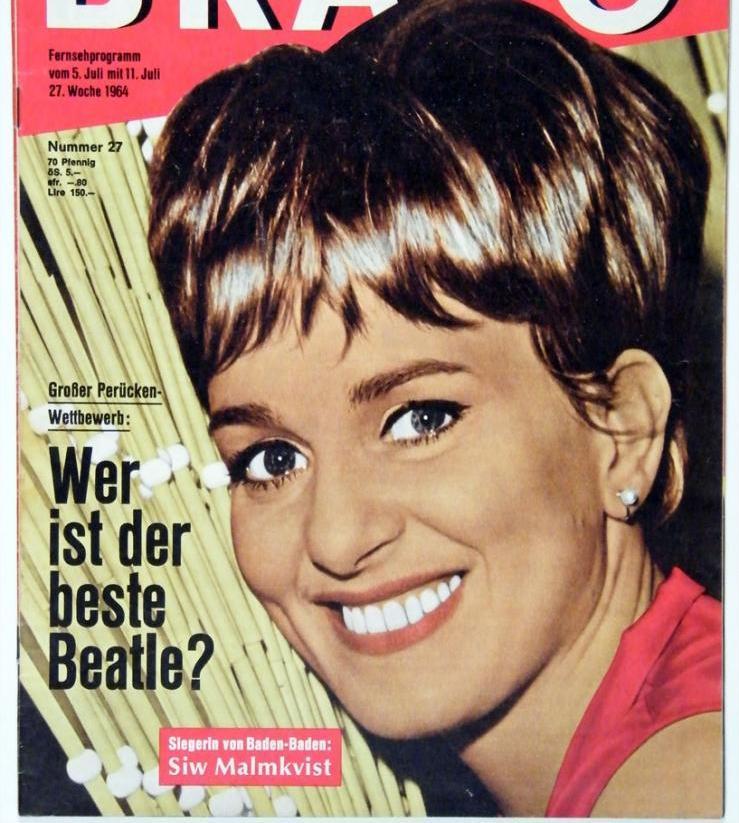 BRAVO
Fernsehprogramm
vom 5. Juli mit 11. Juli
27. Woche 1964
Nummer 27
70 Pfennig
öS. 5.–
sfr. –.80
Lire 150.–
Großer Perücken-
Wettbewerb:
Wer
ist der
beste
Beatle?
Siegerin von Baden-Baden:
Siw Malmkvist